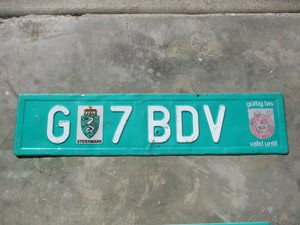 G 7 BDV
STEIERMARK
gültig bis
valid until